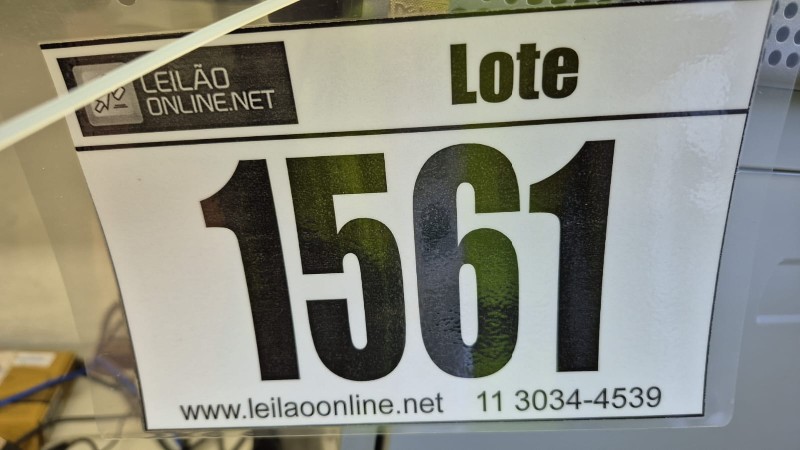 LEILÃO
ONLINE.NET
Lote
1561
www.leilaoonline.net 11 3034-4539